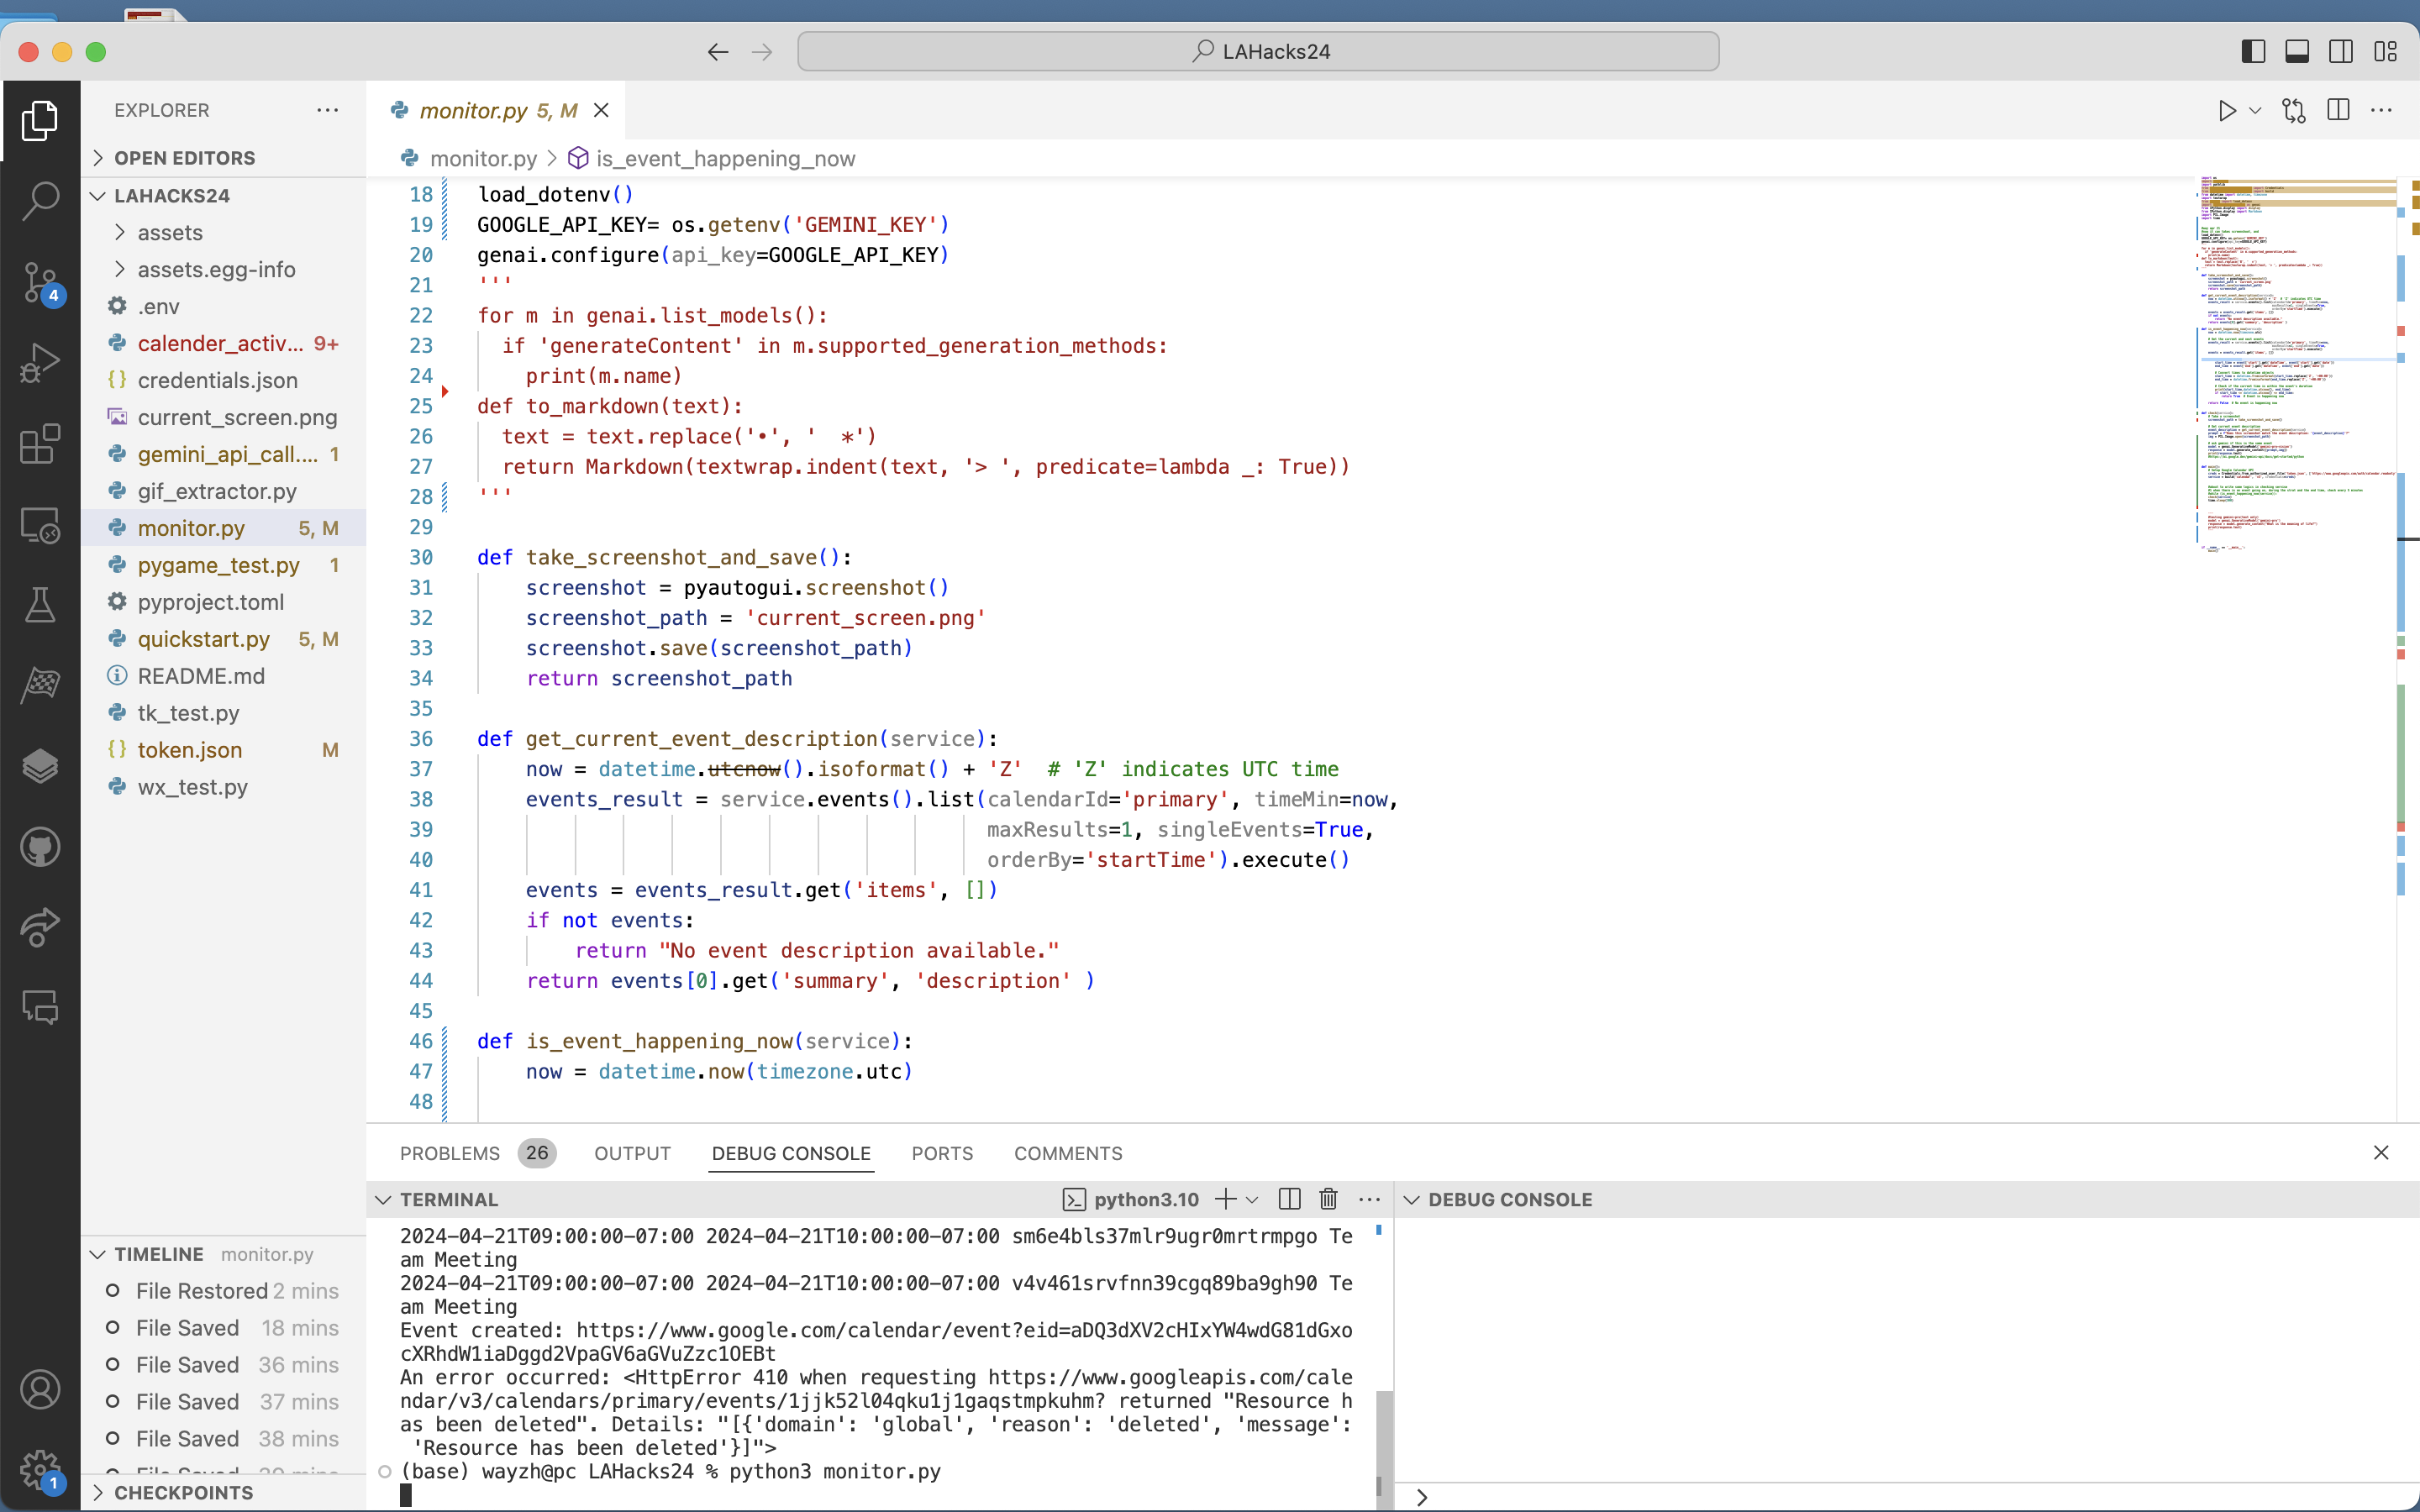 LAHacks24
EXPLORER
OPEN EDITORS
LAHACKS24
assets
assets.egg-info
.env
calender_activ... 9+
credentials.json
current_screen.png
gemini_api_call.... 1
gif_extractor.py
monitor.py 5, M
pygame_test.py 1
pyproject.toml
quickstart.py 5, M
README.md
tk_test.py
token.json M
wx_test.py
4
TIMELINE monitor.py
File Restored 2 mins
File Saved 18 mins
File Saved 36 mins
File Saved 37 mins
File Saved 38 mins
CHECKPOINTS
1
monitor.py 5, M
monitor.py > is_event_happening_now
18 load_dotenv()
19 GOOGLE_API_KEY= os.getenv('GEMINI_KEY')
20 genai.configure(api_key=GOOGLE_API_KEY)
21 '''
22 for m in genai.list_models():
23   if 'generateContent' in m.supported_generation_methods:
24     print(m.name)
25 def to_markdown(text):
26   text = text.replace('•', '  *')
27   return Markdown(textwrap.indent(text, '> ', predicate=lambda _: True))
28 '''
29
30 def take_screenshot_and_save():
31     screenshot = pyautogui.screenshot()
32     screenshot_path = 'current_screen.png'
33     screenshot.save(screenshot_path)
34     return screenshot_path
35
36 def get_current_event_description(service):
37     now = datetime.utcnow().isoformat() + 'Z'  # 'Z' indicates UTC time
38     events_result = service.events().list(calendarId='primary', timeMin=now,
39                                           maxResults=1, singleEvents=True,
40                                           orderBy='startTime').execute()
41     events = events_result.get('items', [])
42     if not events:
43         return "No event description available."
44     return events[0].get('summary', 'description' )
45
46 def is_event_happening_now(service):
47     now = datetime.now(timezone.utc)
48
PROBLEMS 26 OUTPUT DEBUG CONSOLE PORTS COMMENTS
TERMINAL python3.10
2024-04-21T09:00:00-07:00 2024-04-21T10:00:00-07:00 sm6e4bls37mlr9ugr0mrtrmpgo Te
am Meeting
2024-04-21T09:00:00-07:00 2024-04-21T10:00:00-07:00 v4v461srvfnn39cgq89ba9gh90 Te
am Meeting
Event created: https://www.google.com/calendar/event?eid=aDQ3dXV2cHIxYW4wdG81dGxo
cXRhdW1iaDggd2VpaGV6aGVuZzc1OEBt
An error occurred: <HttpError 410 when requesting https://www.googleapis.com/cale
ndar/v3/calendars/primary/events/1jjk52l04qku1j1gaqstmpkuhm? returned "Resource h
as been deleted". Details: "[{'domain': 'global', 'reason': 'deleted', 'message':
 'Resource has been deleted'}]">
(base) wayzh@pc LAHacks24 % python3 monitor.py
DEBUG CONSOLE